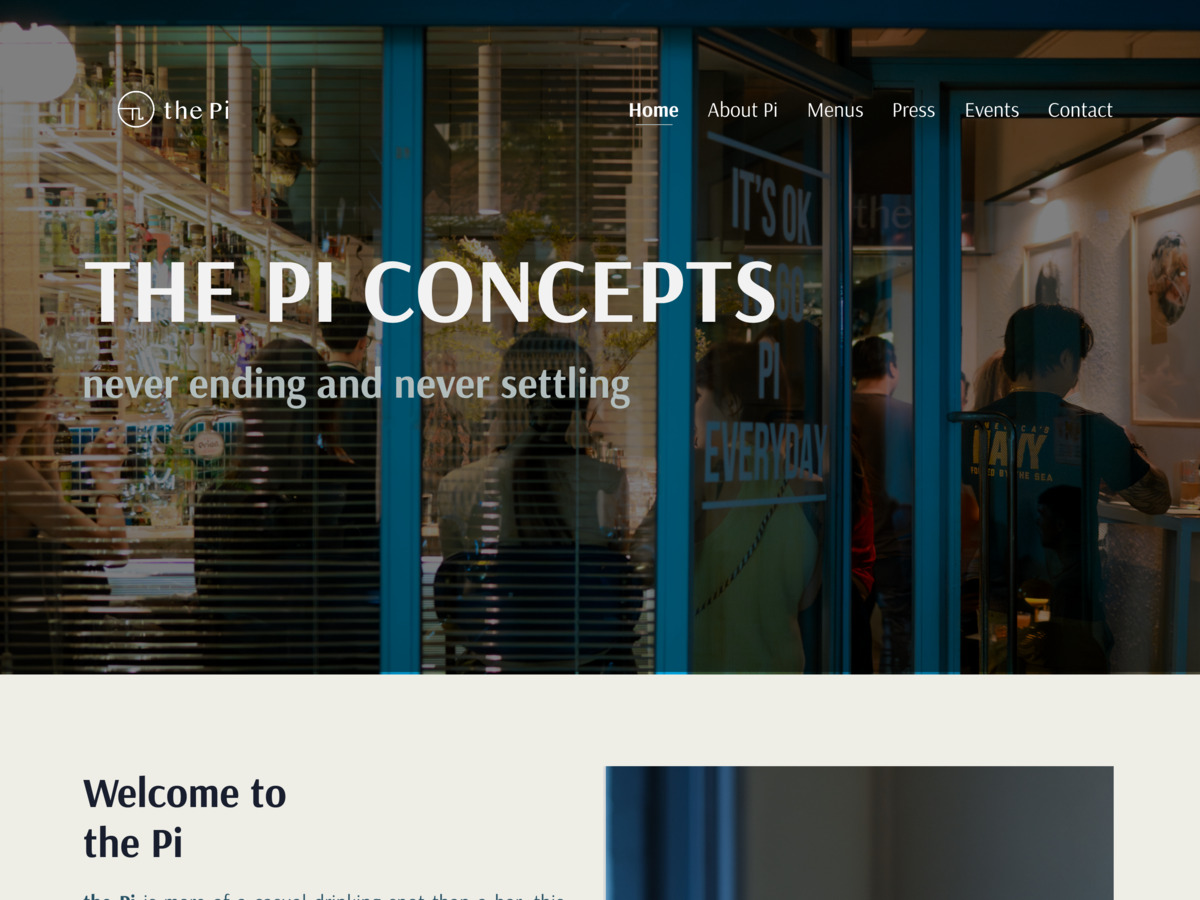 the Pi
Home About Pi Menus Press Events Contact
IT'S OK
the
GO
PI
EVERYDAY
THE PI CONCEPTS
never ending and never settling
NAVY
FORGED BY THE SEA
Welcome to
the Pi
the Pi is more of a casual drinking spot than a bar, this